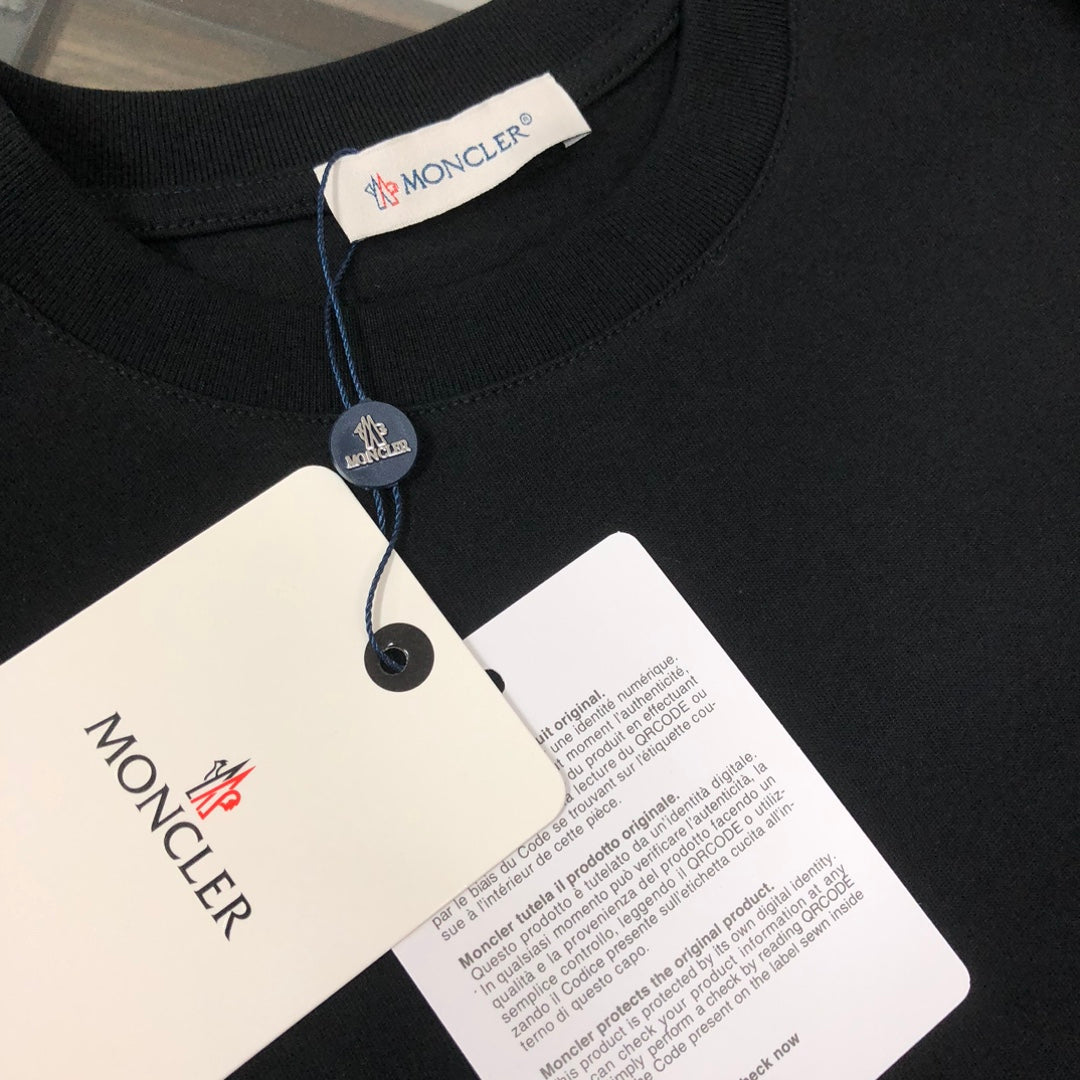 MONCLER®
MONCLER
MONCLER
uit original.
une identité numérique.
t moment l'authenticité,
du produit en effectuant
a lecture du QRCODE ou
par le biais du Code se trouvant sur l'étiquette cou-
sue à l'intérieur de cette pièce.
Moncler tutela il prodotto originale.
Questo prodotto è tutelato da un'identità digitale.
In qualsiasi momento può verificare l'autenticità, la
qualità e la provenienza del prodotto facendo un
semplice controllo, leggendo il QRCODE o utiliz-
zando il Codice presente sull'etichetta cucita all'in-
terno di questo capo.
Moncler protects the original product.
This product is protected by its own digital identity.
can check your product information at any
simply perform a check by reading QRCODE
he Code present on the label sewn inside
heck now